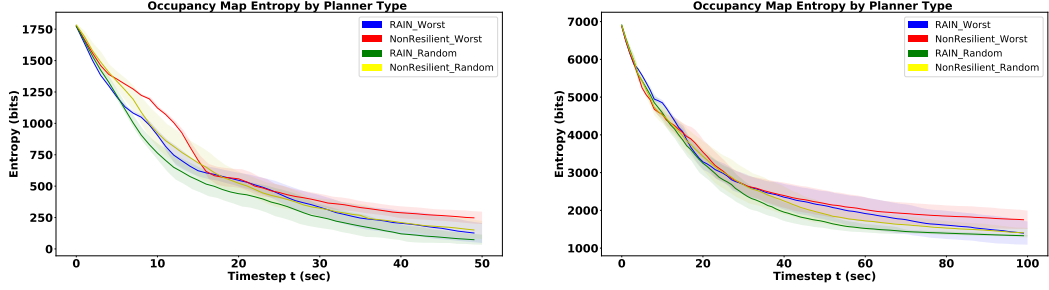 Occupancy Map Entropy by Planner Type
Entropy (bits)
1750
1500
1250
1000
750
500
250
0
RAIN_Worst
NonResilient_Worst
RAIN_Random
NonResilient_Random
0 10 20 30 40 50
Timestep t (sec)
Occupancy Map Entropy by Planner Type
Entropy (bits)
7000
6000
5000
4000
3000
2000
1000
RAIN_Worst
NonResilient_Worst
RAIN_Random
NonResilient_Random
0 20 40 60 80 100
Timestep t (sec)